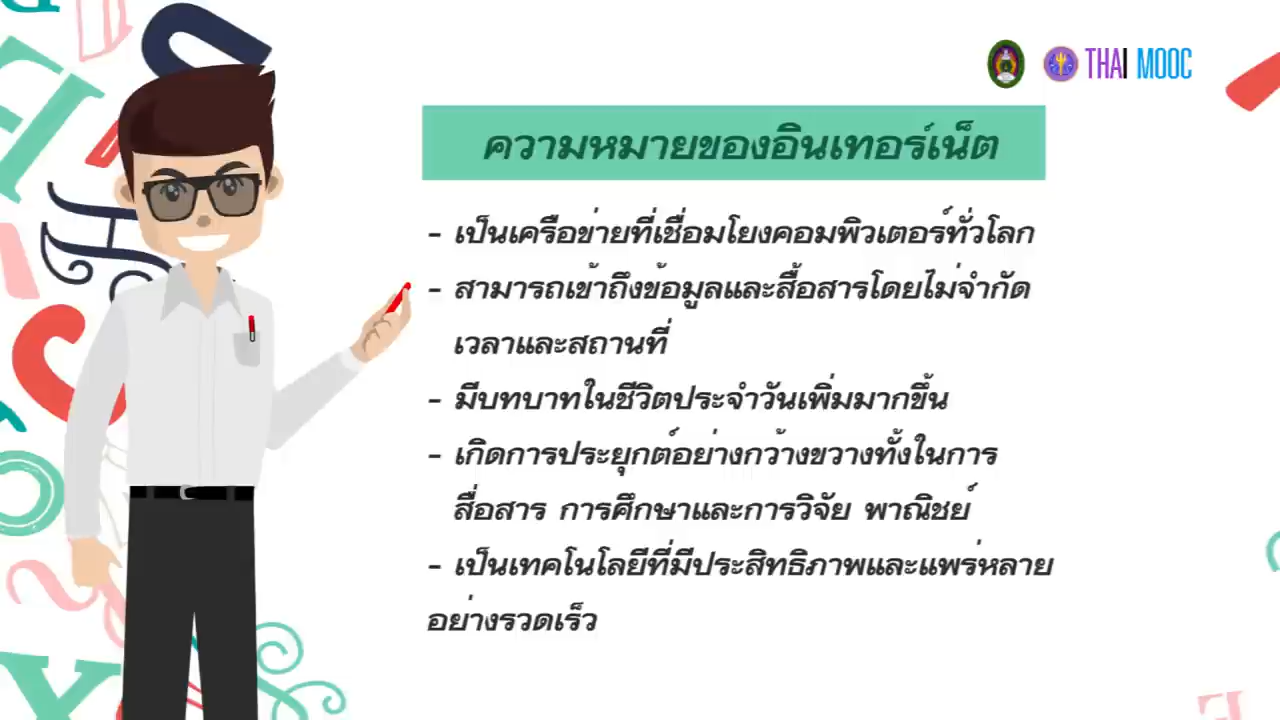 THAI MOOC
ความหมายของอินเทอร์เน็ต
- เป็นเครือข่ายที่เชื่อมโยงคอมพิวเตอร์ทั่วโลก
- สามารถเข้าถึงข้อมูลและสื่อสารโดยไม่จำกัด
เวลาและสถานที่
- มีบทบาทในชีวิตประจำวันเพิ่มมากขึ้น
- เกิดการประยุกต์อย่างกว้างขวางทั้งในการ
สื่อสาร การศึกษาและการวิจัย พาณิชย์
- เป็นเทคโนโลยีที่มีประสิทธิภาพและแพร่หลาย
อย่างรวดเร็ว